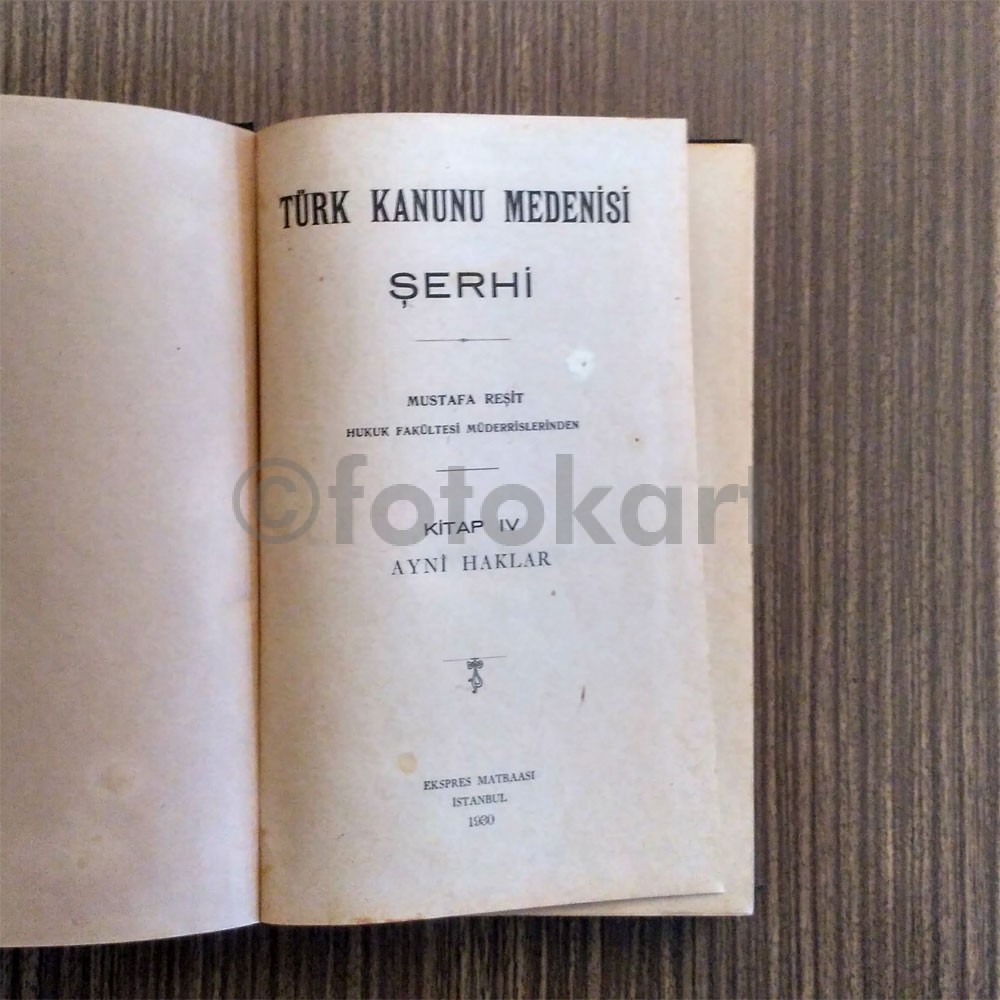 TÜRK KANUNU MEDENİSİ
ŞERHİ
MUSTAFA REŞİT
HUKUK FAKÜLTESİ MÜDERRİSLERİNDEN
©fotokart
KİTAP IV
AYNİ HAKLAR
EKSPRES MATBAASI
İSTANBUL
1930